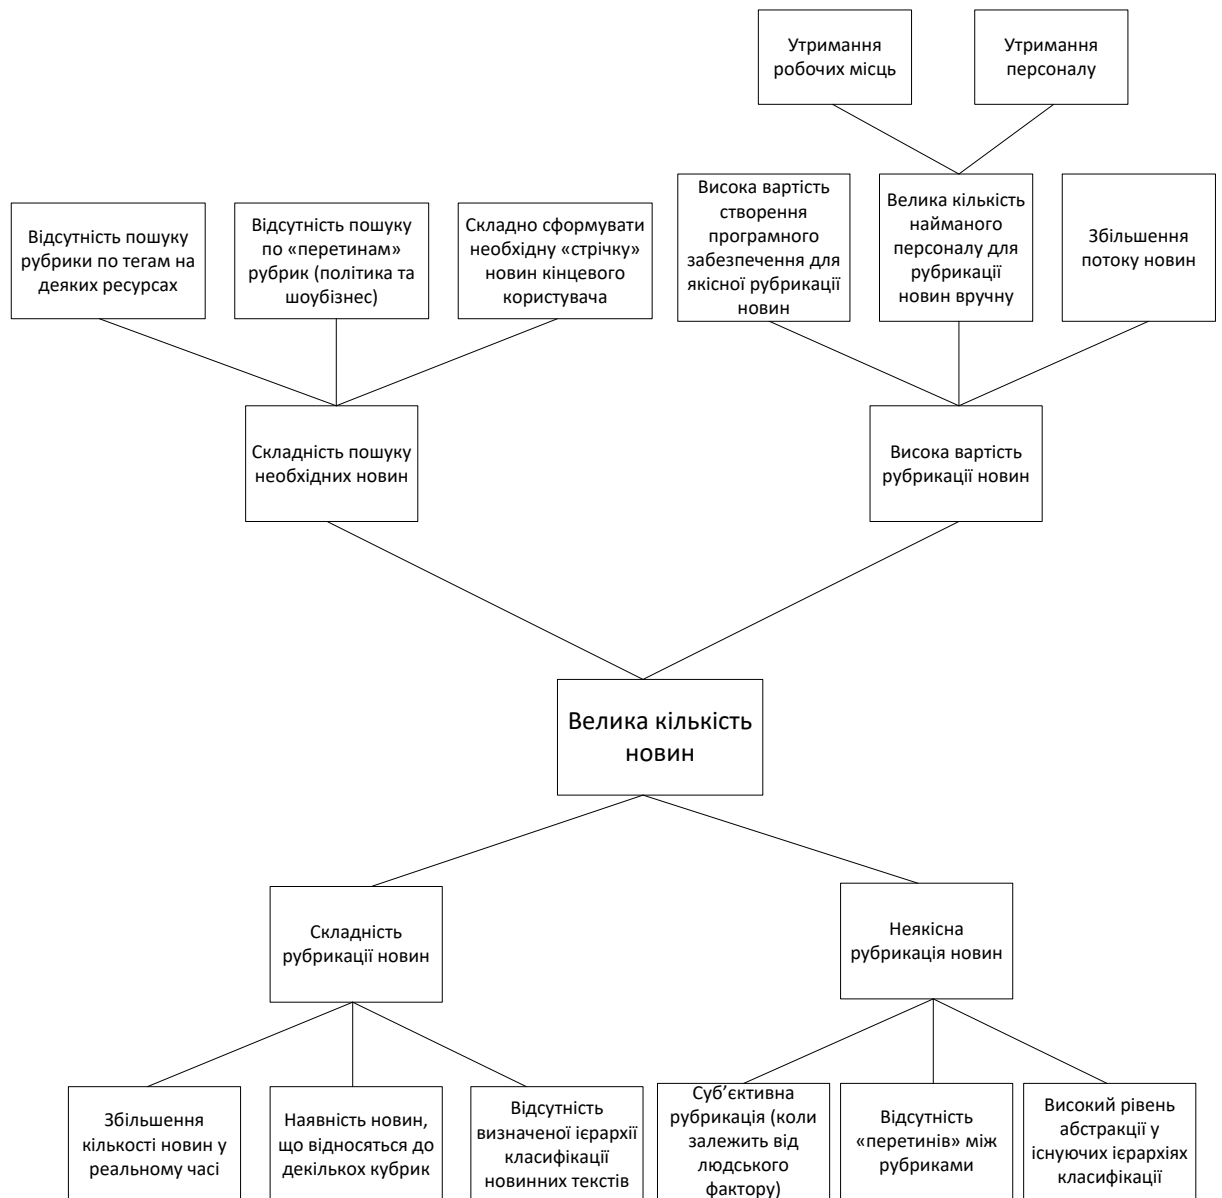 Утримання
робочих місць
Утримання
персоналу
Відсутність пошуку
рубрики по тегам на
деяких ресурсах
Відсутність пошуку
по «перетинам»
рубрик (політика та
шоубізнес)
Складно сформувати
необхідну «стрічку»
новин кінцевого
користувача
Висока вартість
створення
програмного
забезпечення для
якісної рубрикації
новин
Велика кількість
найманого
персоналу для
рубрикації
новин вручну
Збільшення
потоку новин
Складність пошуку
необхідних новин
Висока вартість
рубрикації новин
Велика кількість
новин
Складність
рубрикації новин
Неякісна
рубрикація новин
Збільшення
кількості новин у
реальному часі
Наявність новин,
що відносяться до
декількох кубрик
Відсутність
визначеної ієрархії
класифікації
новинних текстів
Суб’єктивна
рубрикація (коли
залежить від
людського
фактору)
Відсутність
«перетинів» між
рубриками
Високий рівень
абстракції у
існуючих ієрархіях
класифікації